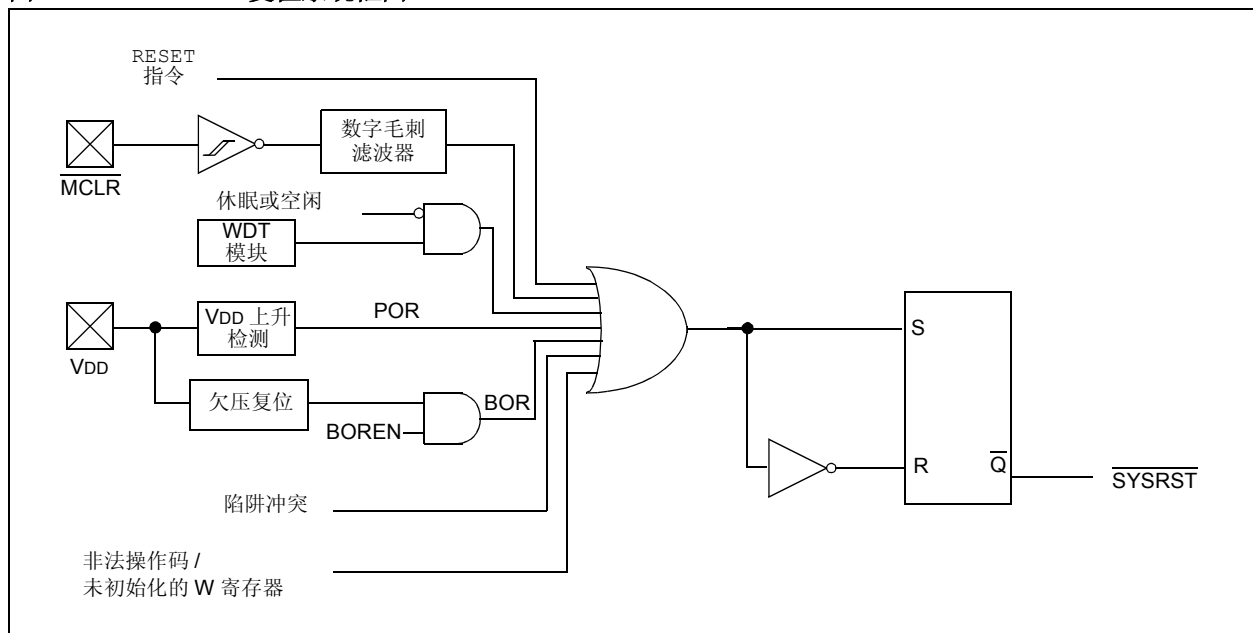 RESET
指令
数字毛刺
滤波器
MCLR
休眠或空闲
WDT
模块
VDD 上升
检测
POR
VDD
欠压复位
BOR
BOREN
陷阱冲突
非法操作码 /
未初始化的 W 寄存器
S
R
Q
SYSRST